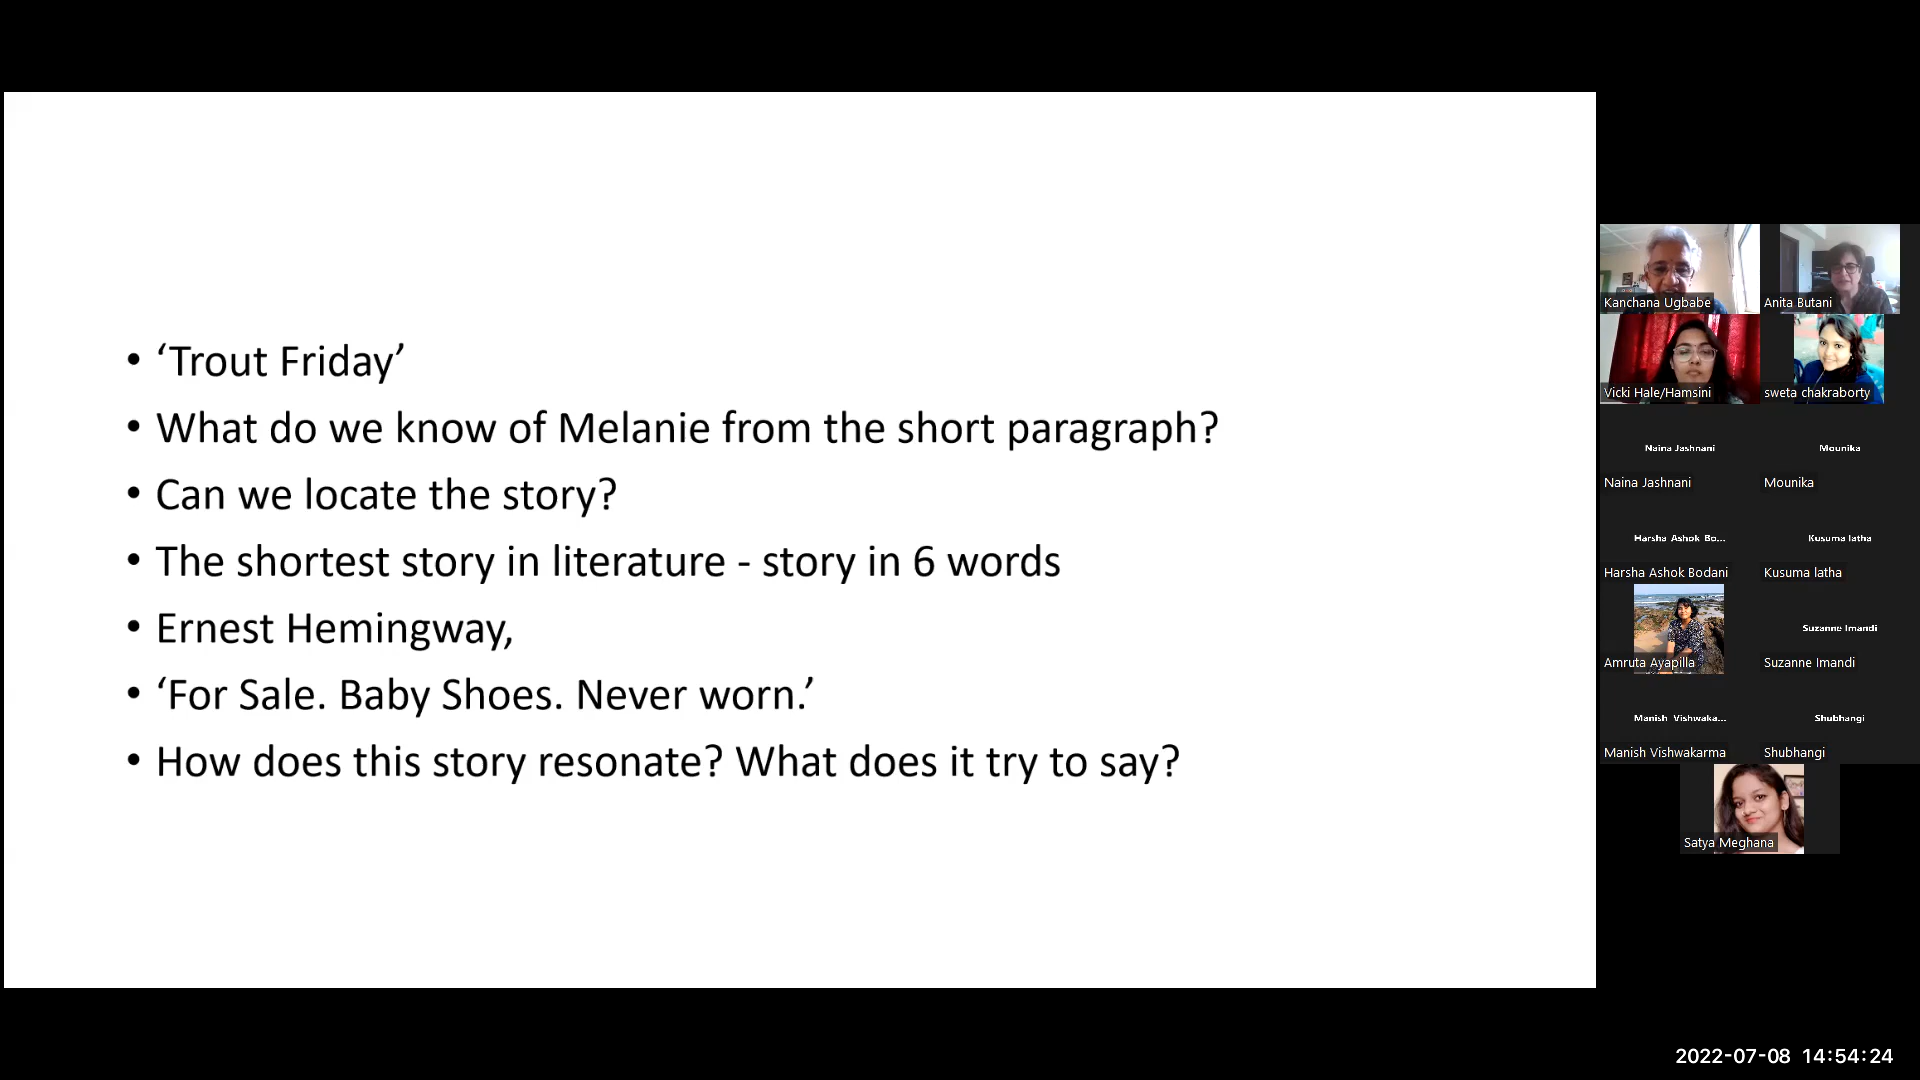 • ‘Trout Friday’
• What do we know of Melanie from the short paragraph?
• Can we locate the story?
• The shortest story in literature - story in 6 words
• Ernest Hemingway,
• ‘For Sale. Baby Shoes. Never worn.’
• How does this story resonate? What does it try to say?
Kanchana Ugbabe
Anita Butani
Vicki Hale/Hamsini
sweta chakraborty
Naina Jashnani
Mounika
Naina Jashnani
Mounika
Harsha Ashok Bo...
Kusuma latha
Harsha Ashok Bodani
Kusuma latha
Suzanne Imandi
Amruta Ayapilla
Suzanne Imandi
Manish Vishwaka...
Shubhangi
Manish Vishwakarma
Shubhangi
Satya Meghana
2022-07-08 14:54:24